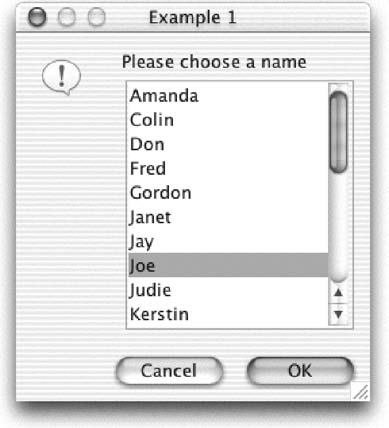 Example 1
Please choose a name
Amanda
Colin
Don
Fred
Gordon
Janet
Jay
Joe
Judie
Kerstin
Cancel
OK